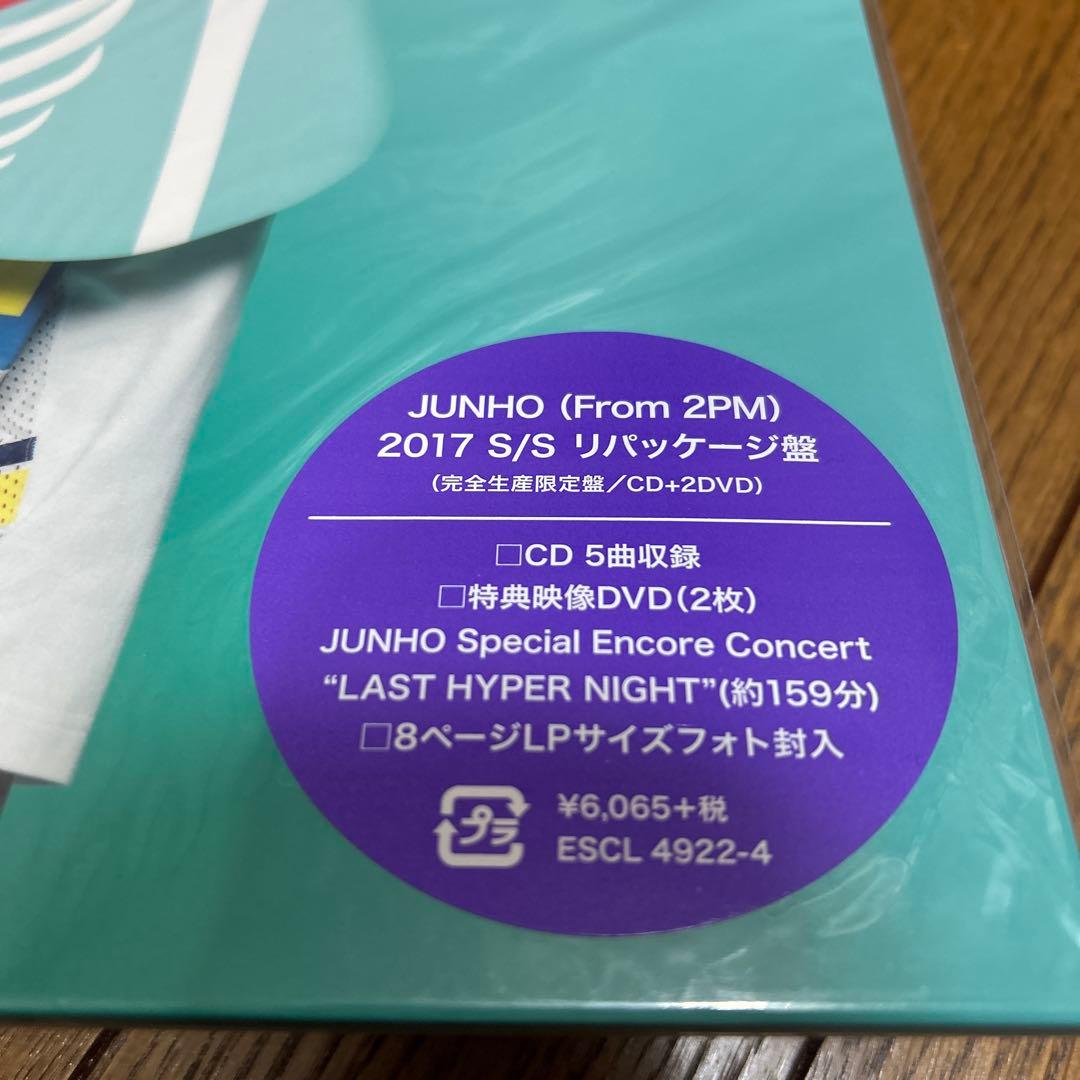 JUNHO (From 2PM)
2017 S/S リパッケージ盤
(完全生産限定盤/CD+2DVD)
□CD 5曲収録
□特典映像DVD(2枚)
JUNHO Special Encore Concert
“LAST HYPER NIGHT”(約159分)
□8ページLPサイズフォト封入
プラ
¥6,065+税
ESCL 4922-4